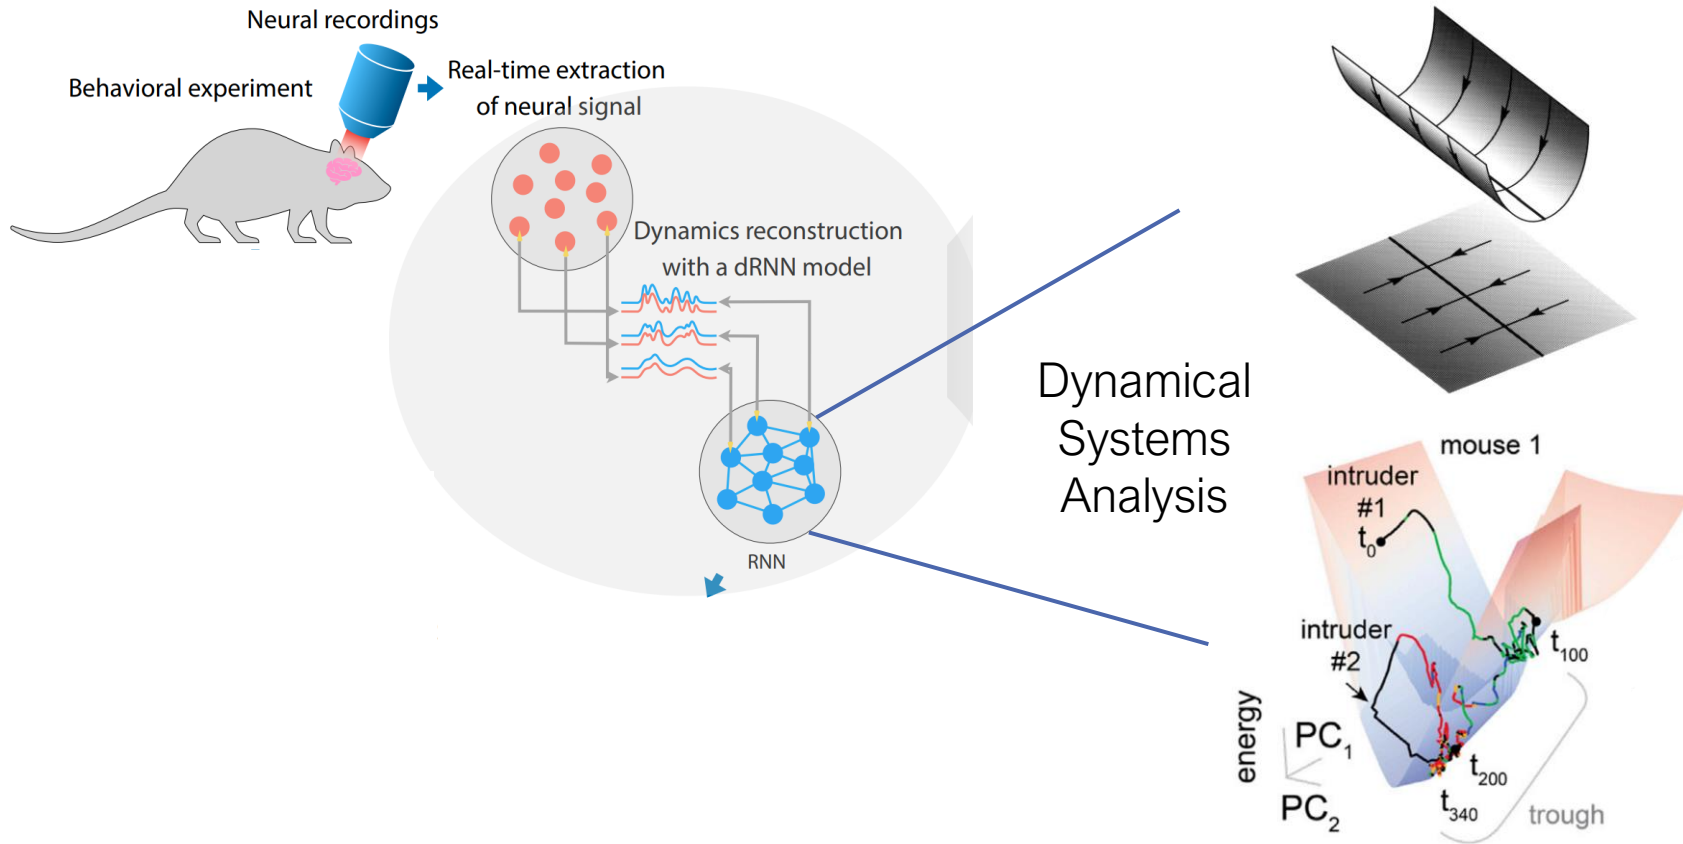 Neural recordings
Behavioral experiment
Real-time extraction
of neural signal
Dynamics reconstruction
with a dRNN model
RNN
Dynamical
Systems
Analysis
mouse 1
intruder
#1
t0
intruder
#2
t100
energy
PC1
PC2
t200
t340
trough